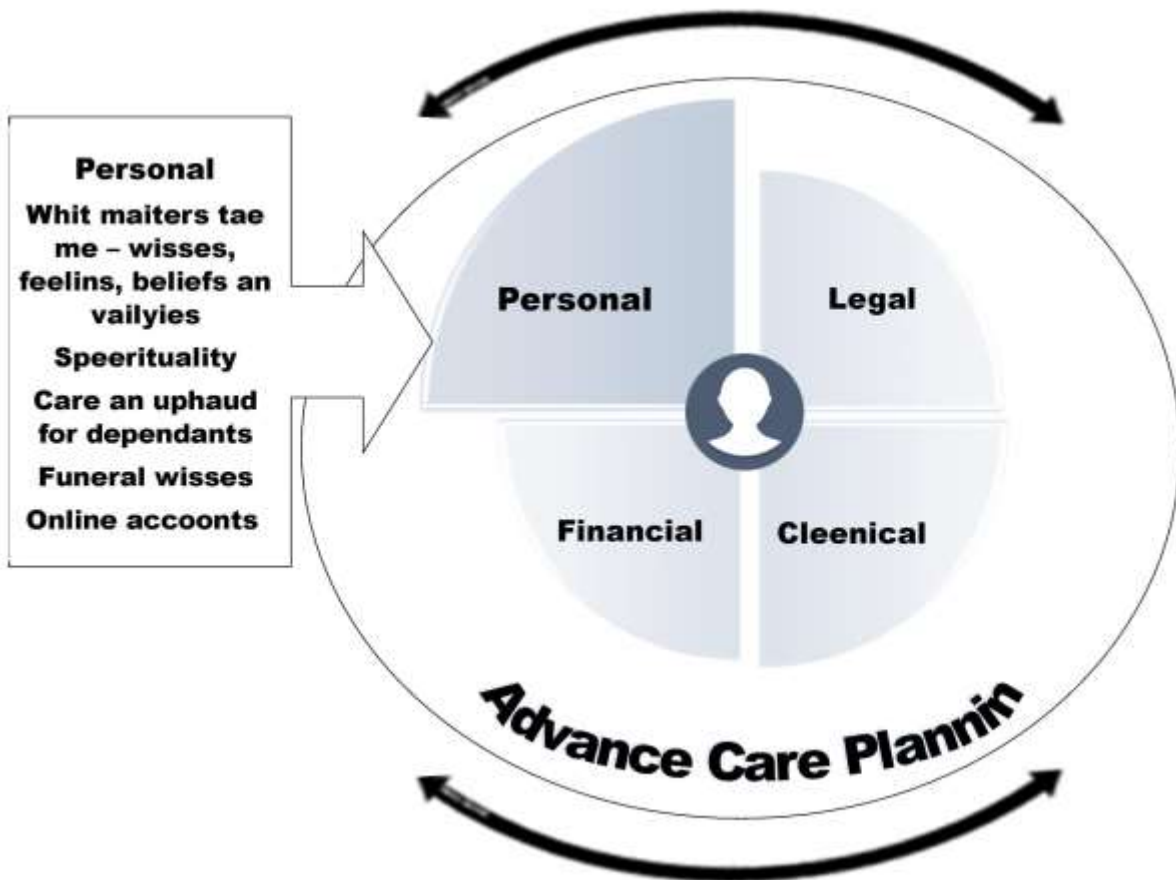 Personal
Whit maiters tae
me – wisses,
feelins, beliefs an
vailyies
Speerituality
Care an uphaud
for dependants
Funeral wisses
Online accoonts
Personal
Legal
Financial
Cleenical
Advance Care Plannin